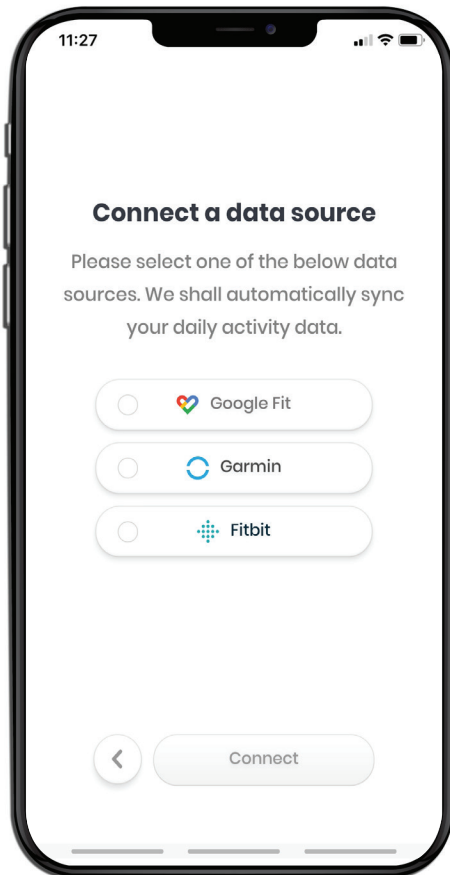 11:27
Connect a data source
Please select one of the below data
sources. We shall automatically sync
your daily activity data.
Google Fit
Garmin
Fitbit
Connect